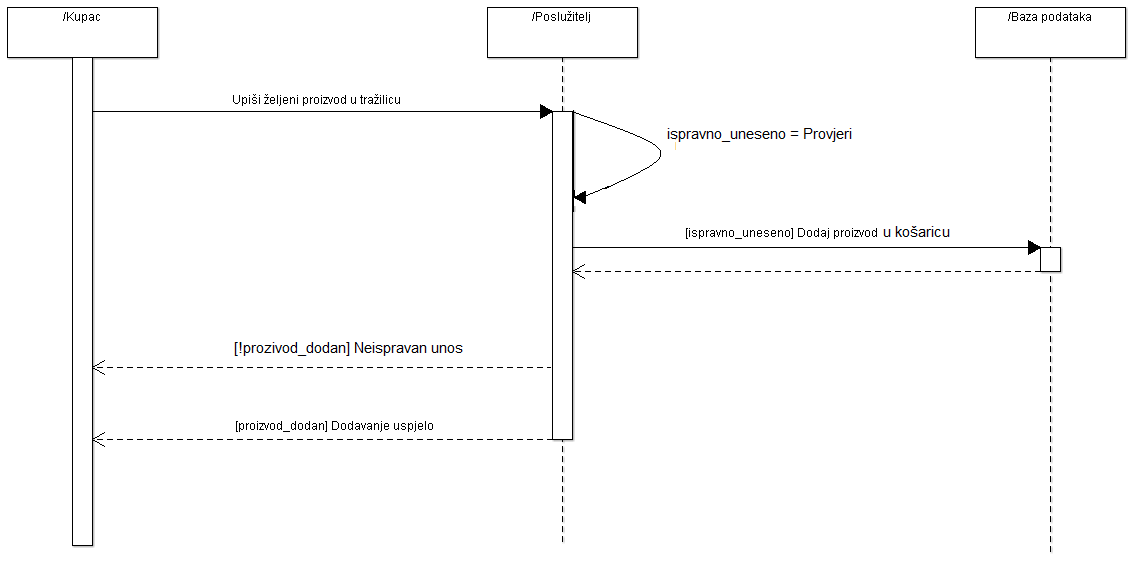 /Kupac
/Poslužitelj
/Baza podataka
Upiši željeni proizvod u tražilicu
ispravno_uneseno = Provjeri
[ispravno_uneseno] Dodaj proizvod u košaricu
[!prozivod_dodan] Neispravan unos
[proizvod_dodan] Dodavanje uspjelo